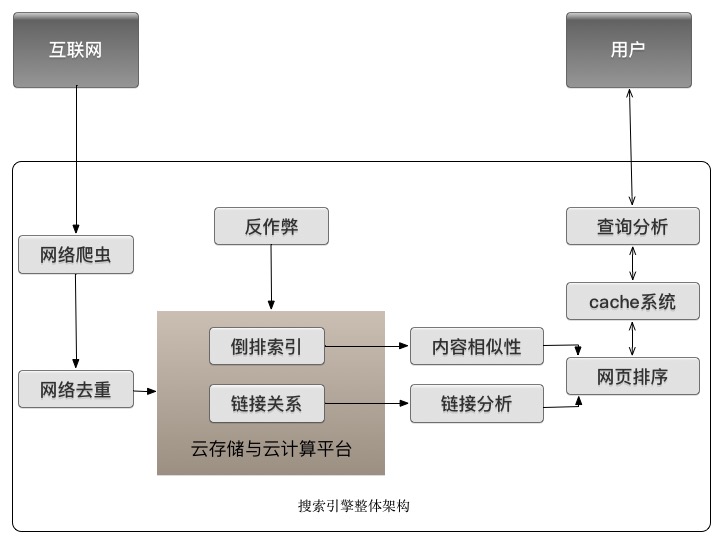 互联网
用户
反作弊
查询分析
网络爬虫
cache系统
倒排索引
内容相似性
网页排序
网络去重
链接关系
链接分析
云存储与云计算平台
搜索引擎整体架构